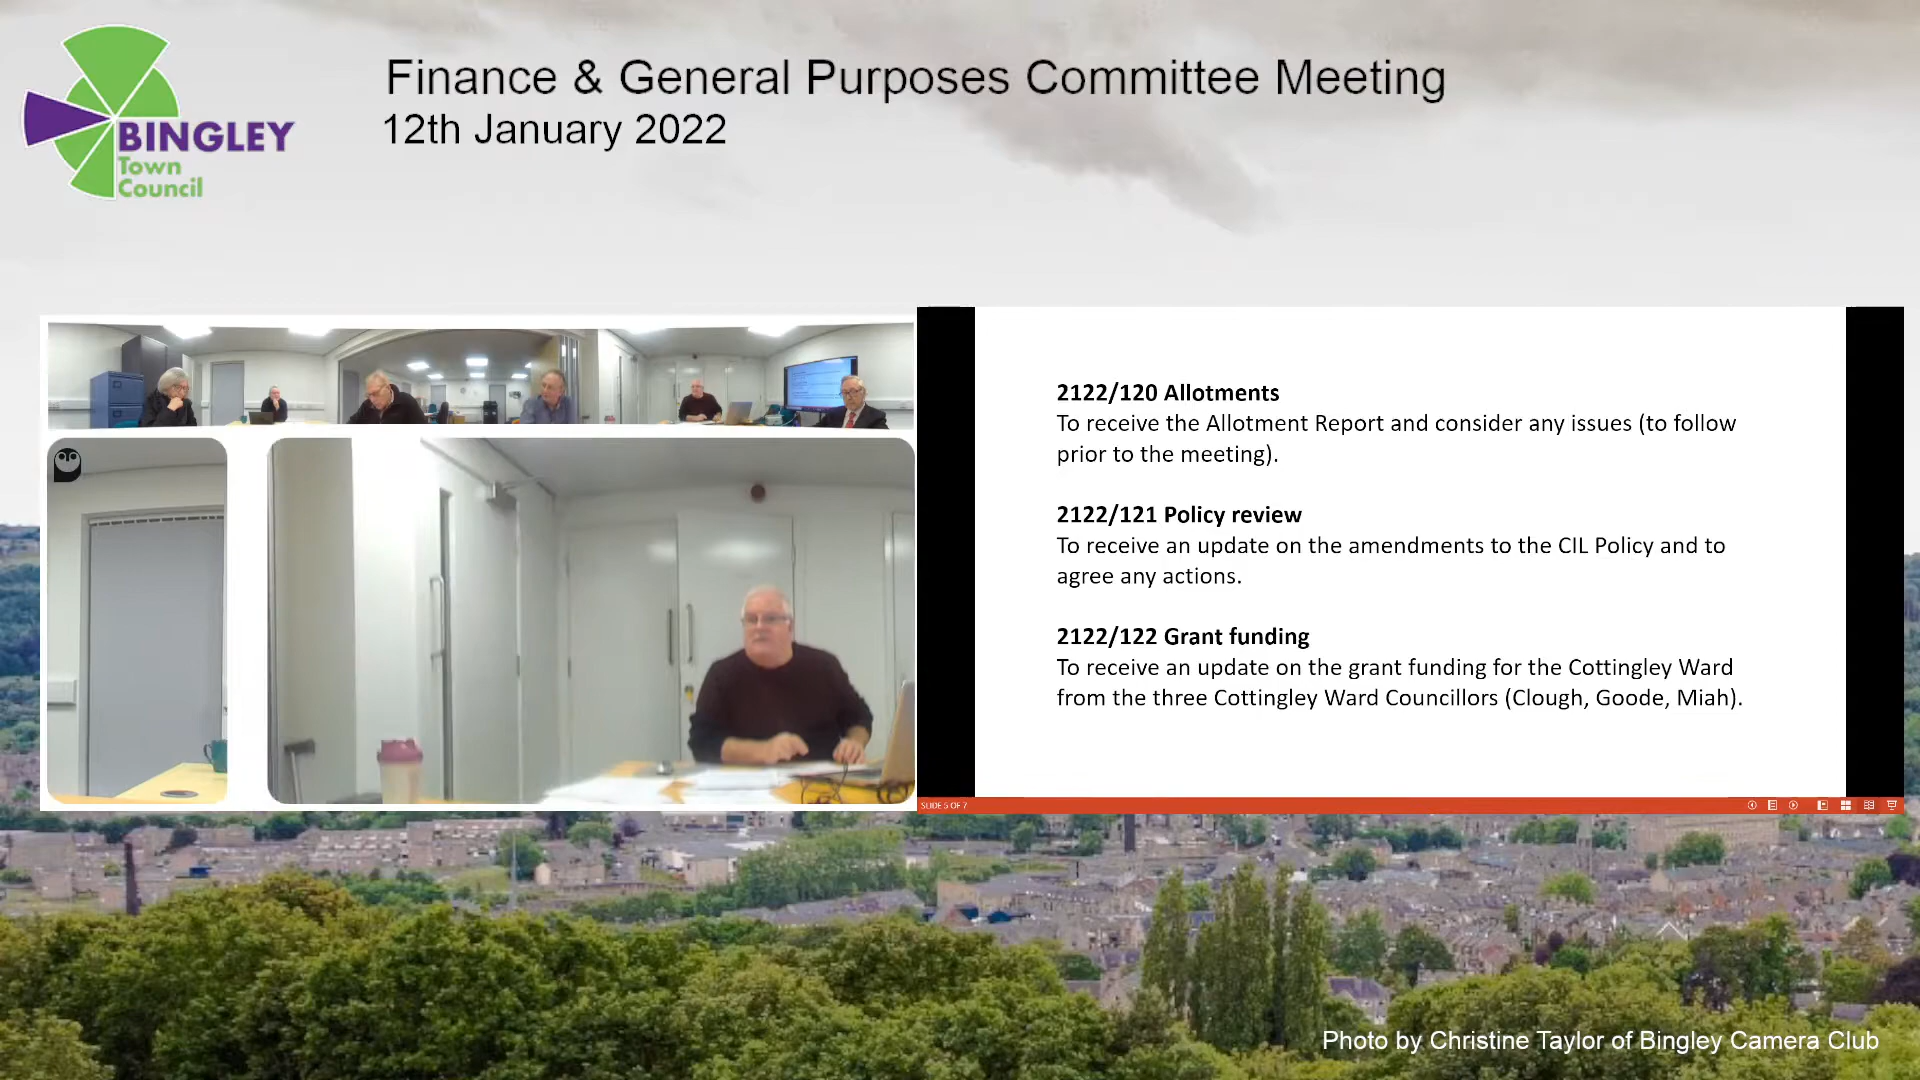 BINGLEY
Town
Council
Finance & General Purposes Committee Meeting
12th January 2022
2122/120 Allotments
To receive the Allotment Report and consider any issues (to follow
prior to the meeting).
2122/121 Policy review
To receive an update on the amendments to the CIL Policy and to
agree any actions.
2122/122 Grant funding
To receive an update on the grant funding for the Cottingley Ward
from the three Cottingley Ward Councillors (Clough, Goode, Miah).
SLIDE 5 OF 7
Photo by Christine Taylor of Bingley Camera Club